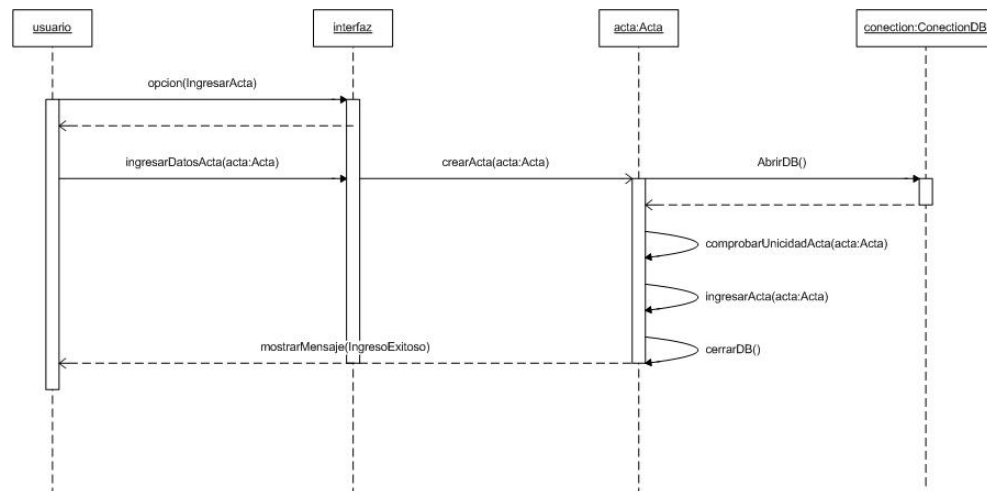 usuario
interfaz
acta:Acta
conection:ConectionDB
opcion(IngresarActa)
ingresarDatosActa(acta:Acta)
crearActa(acta:Acta)
AbrirDB()
comprobarUnicidadActa(acta:Acta)
ingresarActa(acta:Acta)
mostrarMensaje(IngresoExitoso)
cerrarDB()